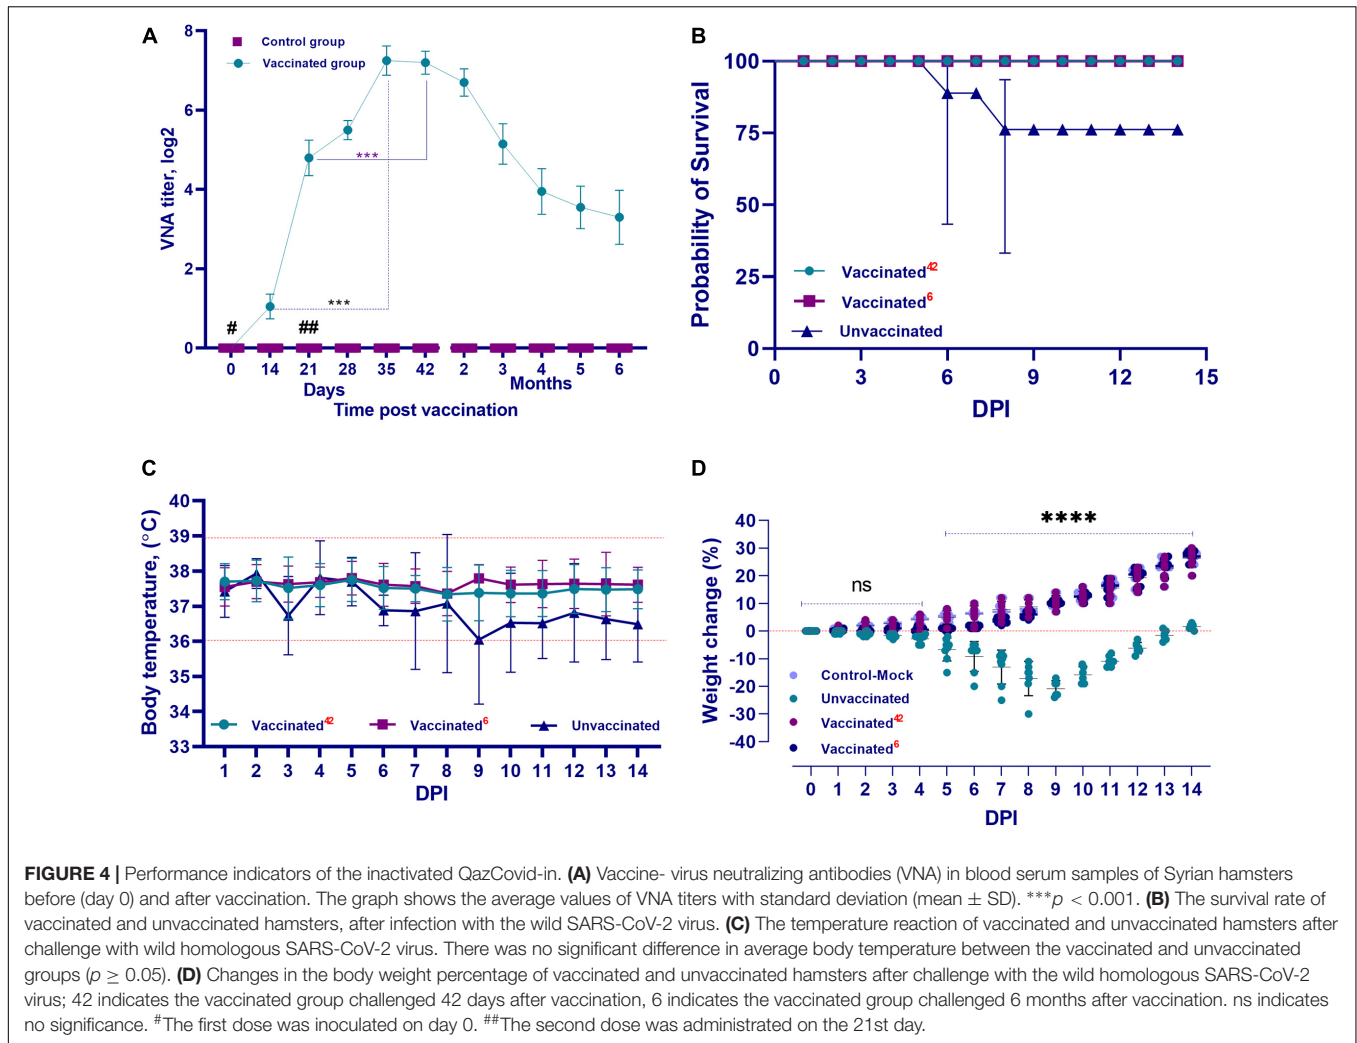 A
Control group
Vaccinated group
8
6
4
2
0
VNA titer, log2
***
***
#
##
0 14 21 28 35 42 2 3 4 5 6
Days
Months
Time post vaccination
B
100
75
50
25
0
Probability of Survival
Vaccinated42
Vaccinated6
Unvaccinated
0 3 6 9 12 15
DPI
C
40
39
38
37
36
35
34
33
Body temperature, (°C)
Vaccinated42 Vaccinated6 Unvaccinated
1 2 3 4 5 6 7 8 9 10 11 12 13 14
DPI
D
40
30
20
10
0
-10
-20
-30
-40
Weight change (%)
ns
****
Control-Mock
Unvaccinated
Vaccinated42
Vaccinated6
0 1 2 3 4 5 6 7 8 9 10 11 12 13 14
DPI
FIGURE 4 | Performance indicators of the inactivated QazCovid-in. (A) Vaccine- virus neutralizing antibodies (VNA) in blood serum samples of Syrian hamsters
before (day 0) and after vaccination. The graph shows the average values of VNA titers with standard deviation (mean ± SD). ***p < 0.001. (B) The survival rate of
vaccinated and unvaccinated hamsters, after infection with the wild SARS-CoV-2 virus. (C) The temperature reaction of vaccinated and unvaccinated hamsters after
challenge with wild homologous SARS-CoV-2 virus. There was no significant difference in average body temperature between the vaccinated and unvaccinated
groups (p ≥ 0.05). (D) Changes in the body weight percentage of vaccinated and unvaccinated hamsters after challenge with the wild homologous SARS-CoV-2
virus; 42 indicates the vaccinated group challenged 42 days after vaccination, 6 indicates the vaccinated group challenged 6 months after vaccination. ns indicates
no significance. #The first dose was inoculated on day 0. ##The second dose was administrated on the 21st day.